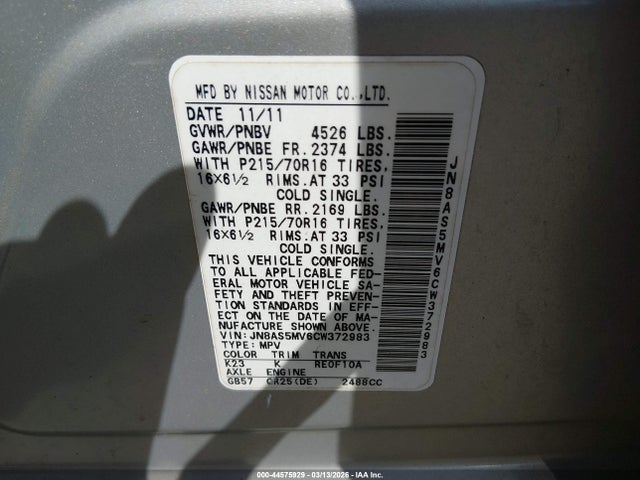 MFD BY NISSAN MOTOR CO.,LTD.
DATE 11/11
GVWR/PNBV 4526 LBS.
GAWR/PNBE FR. 2374 LBS.
WITH P215/70R16 TIRES,
16X6½ RIMS. AT 33 PSI
COLD SINGLE.
GAWR/PNBE RR. 2169 LBS.
WITH P215/70R16 TIRES,
16X6½ RIMS. AT 33 PSI
COLD SINGLE.
THIS VEHICLE CONFORMS
TO ALL APPLICABLE FED-
ERAL MOTOR VEHICLE SA-
FETY AND THEFT PREVEN-
TION STANDARDS IN EFF-
ECT ON THE DATE OF MA-
NUFACTURE SHOWN ABOVE.
VIN: JN8AS5MV6CW372983
TYPE: MPV
COLOR TRIM TRANS
K23 K RE0F10A
AXLE ENGINE
GB57 QR25(DE) 2488CC
JN8AS5MV6CW372983
000-44575929 - 03/13/2026 - © IAA Inc.